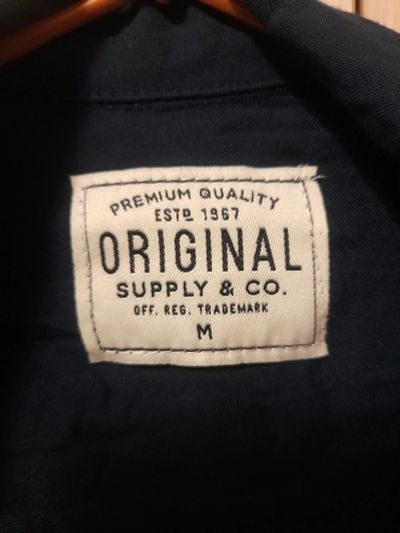 PREMIUM QUALITY
ESTD 1967
ORIGINAL
SUPPLY & CO.
OFF. REG. TRADEMARK
M